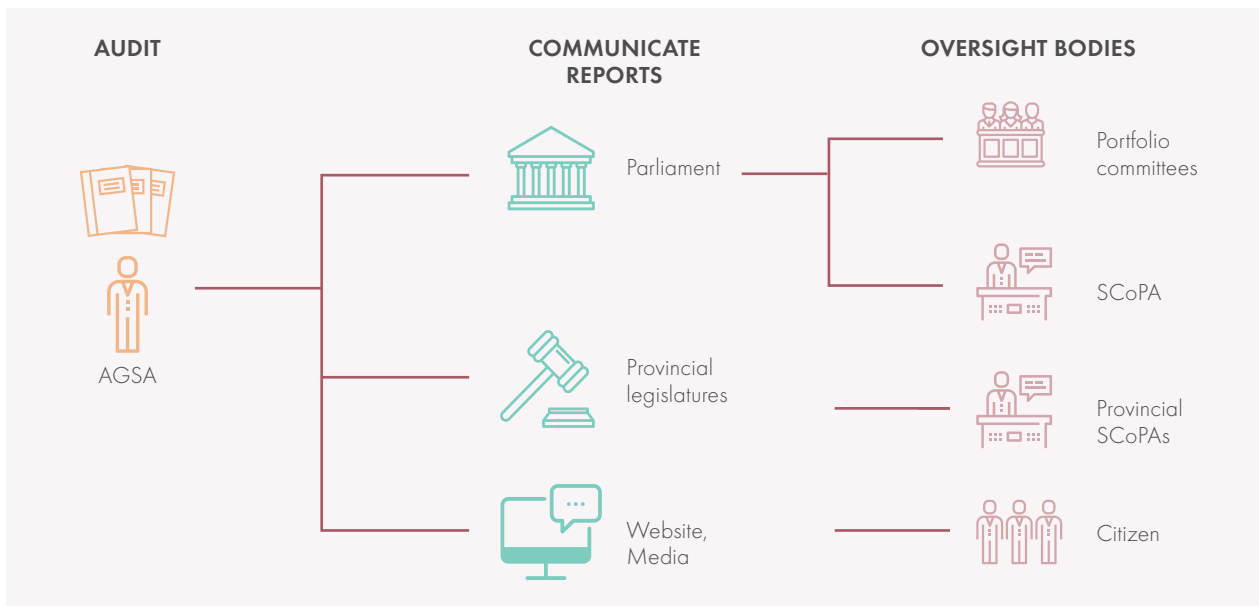 AUDIT
COMMUNICATE
REPORTS
OVERSIGHT BODIES
AGSA
Parliament
Provincial
legislatures
Website,
Media
Portfolio
committees
SCoPA
Provincial
SCoPAs
Citizen